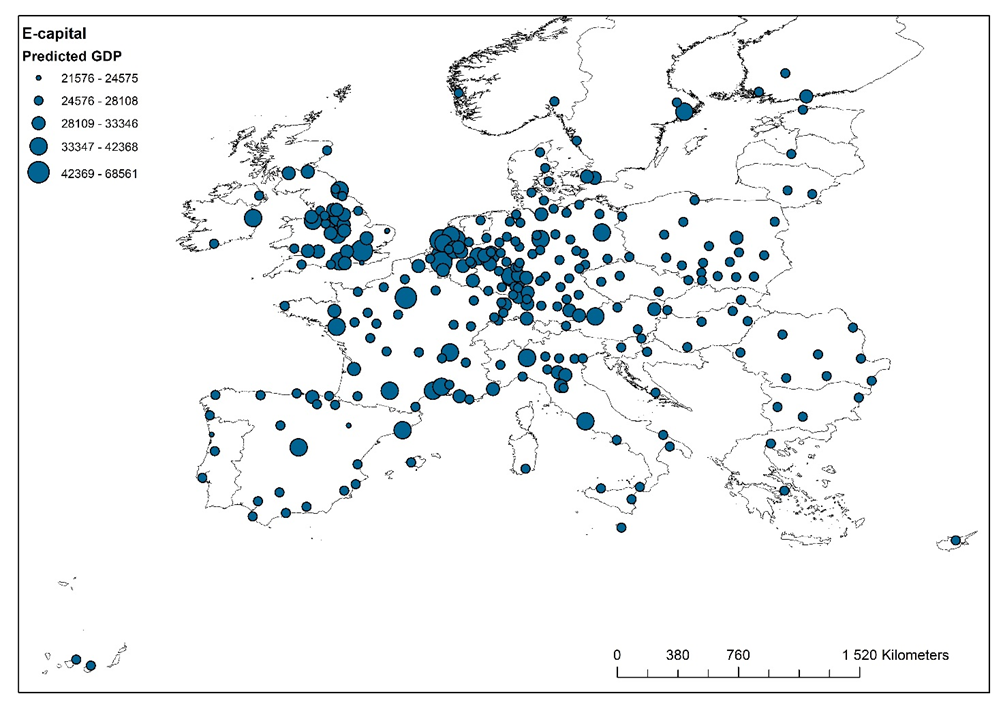 E-capital
Predicted GDP
21576 - 24575
24576 - 28108
28109 - 33346
33347 - 42368
42369 - 68561
0 380 760 1 520 Kilometers